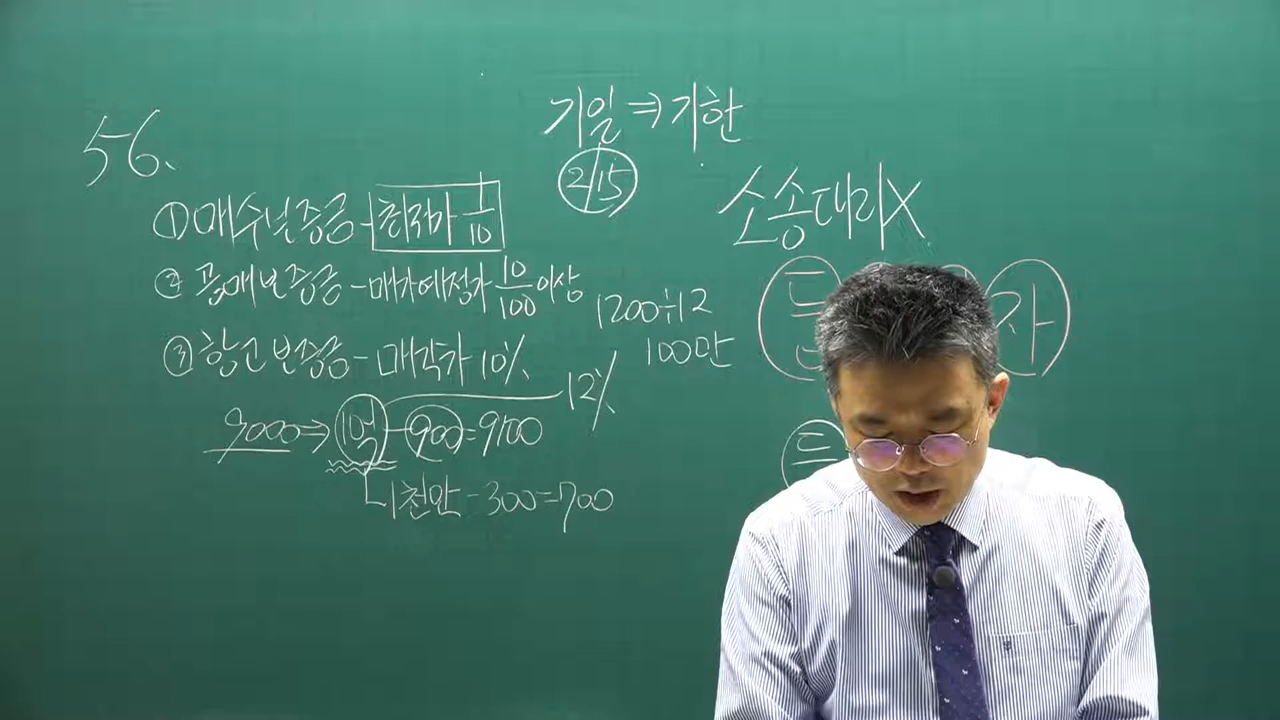 56.
기일⇒기한
2/15
소송대리X
① 매수신청보증금-최저가 1/10
② 공매보증금-매각예정가 10/100 이상
③ 항고보증금-매각가 10%
12%
1200÷12
100만
9000⇒10억-900=9100
1천만-300=700